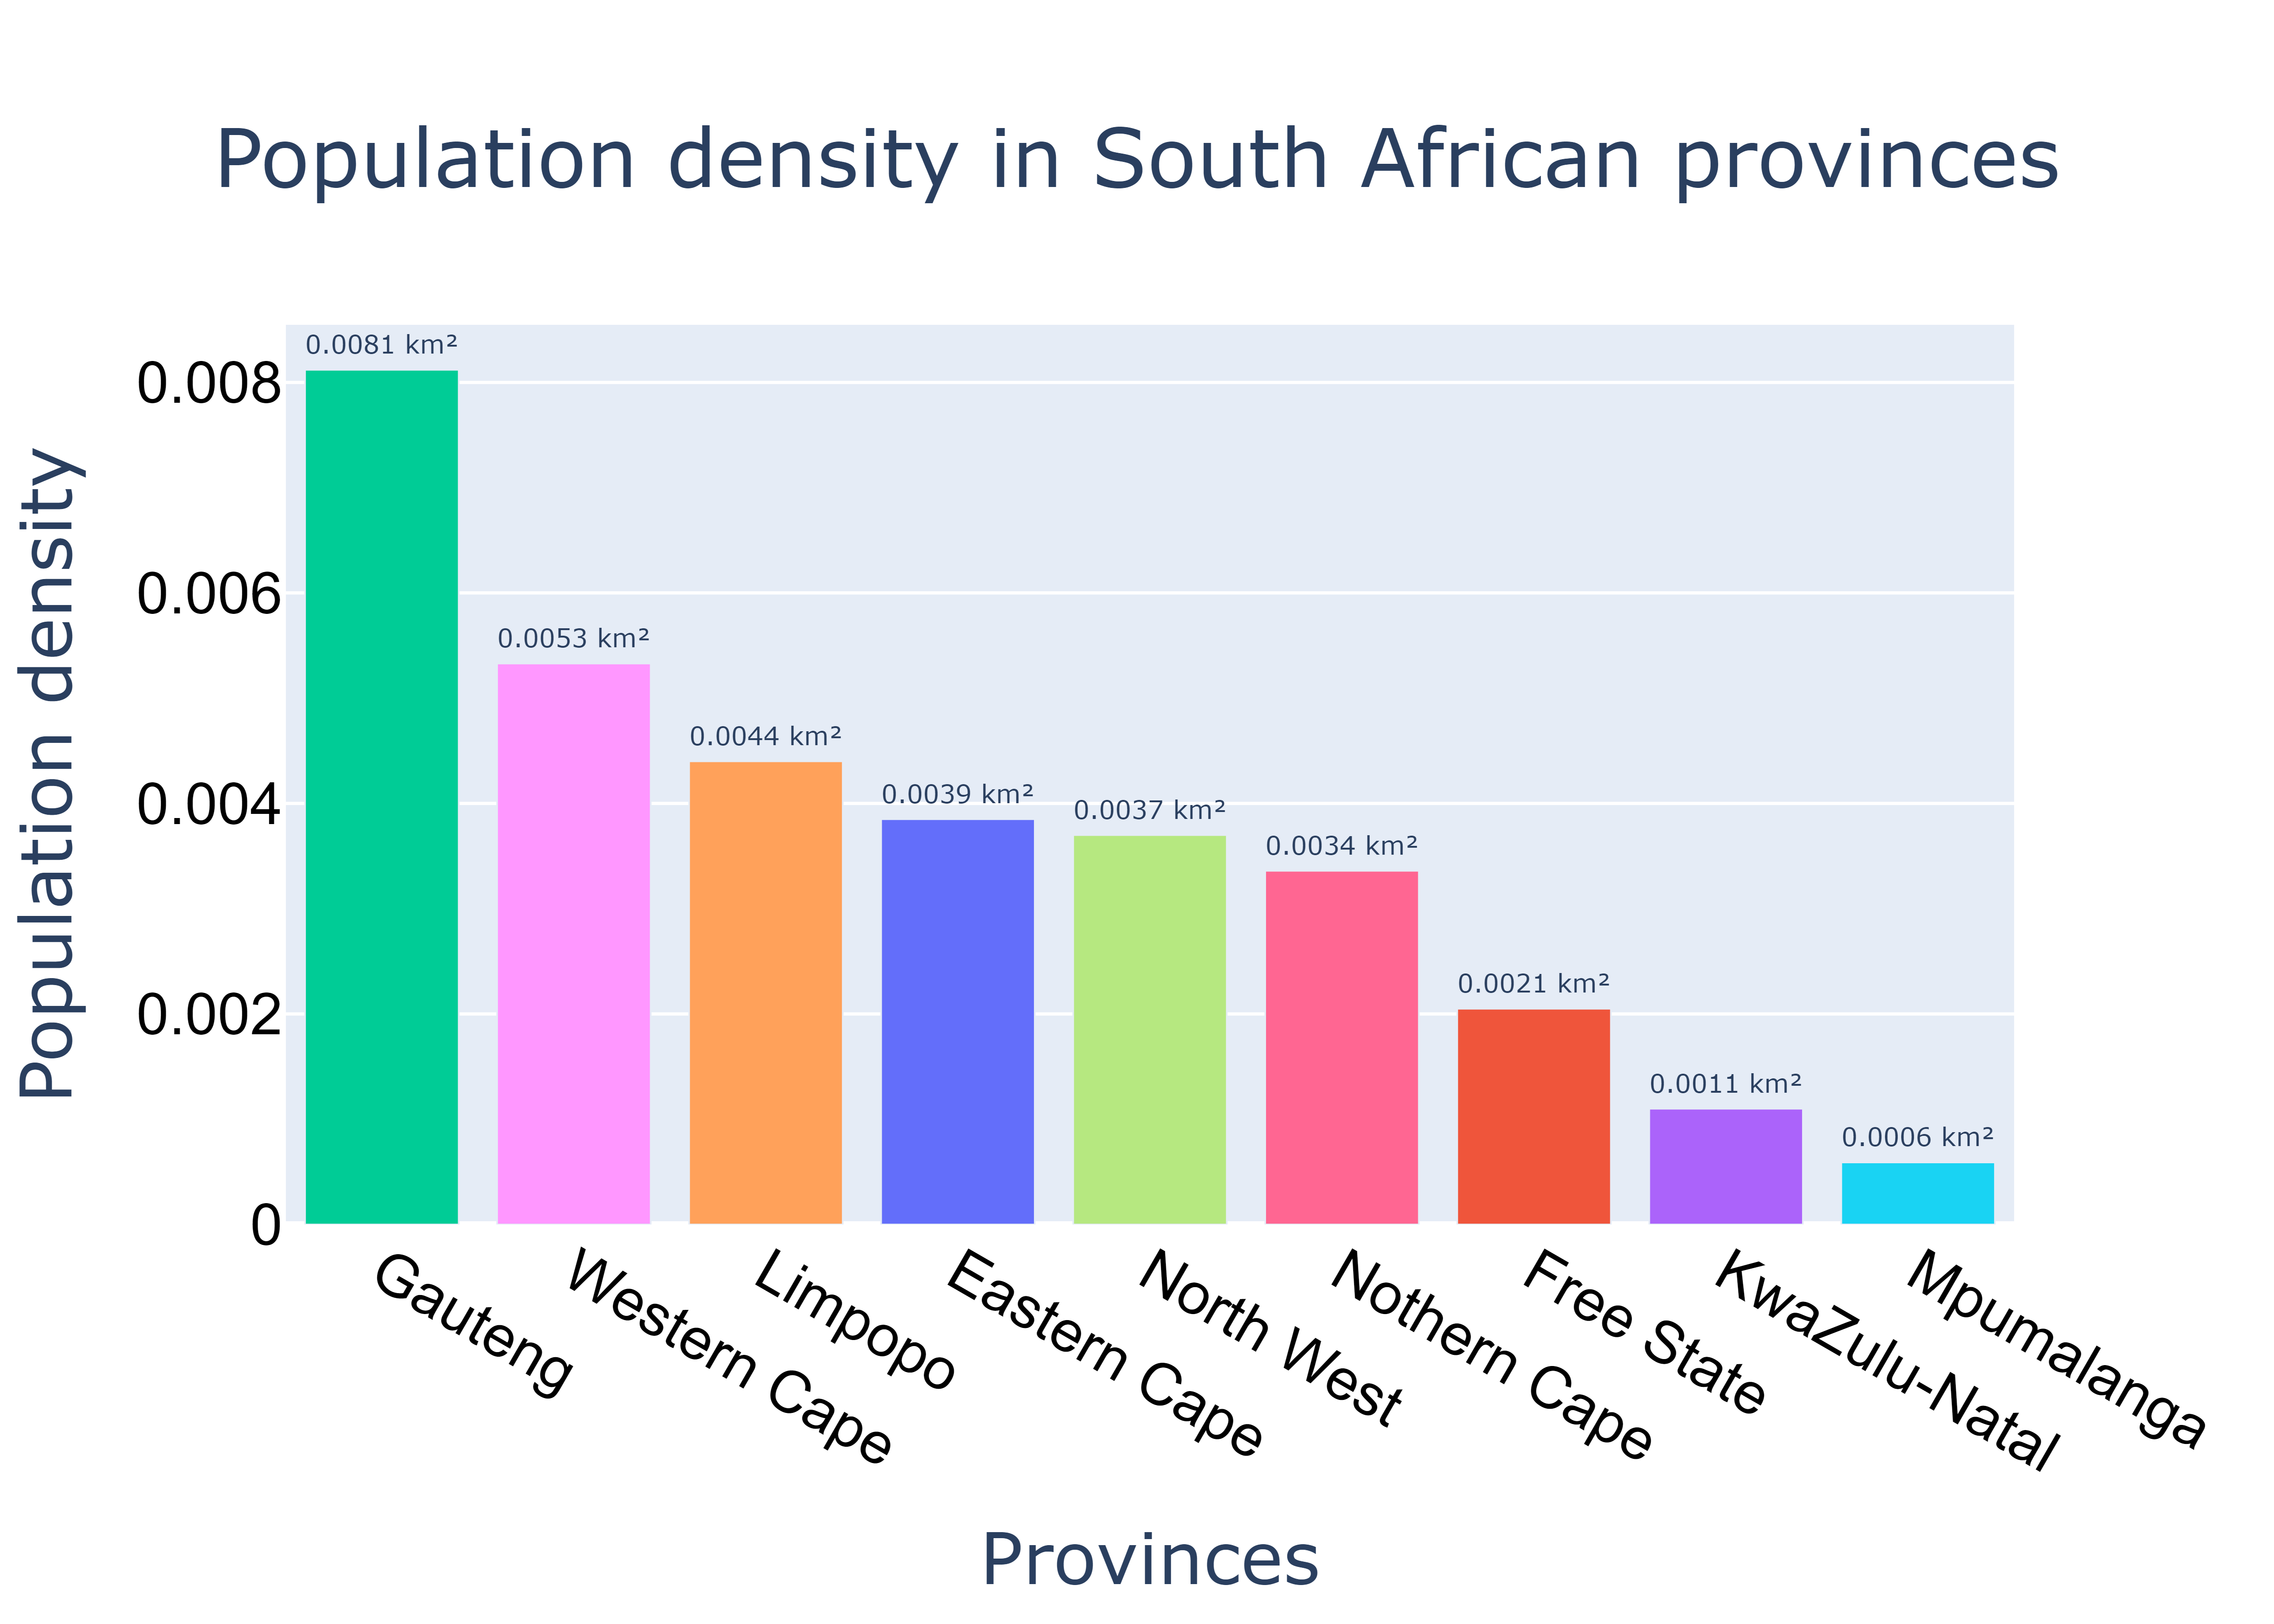 Population density in South African provinces
Population density
0.008
0.006
0.004
0.002
0
0.0081 km²
0.0053 km²
0.0044 km²
0.0039 km²
0.0037 km²
0.0034 km²
0.0021 km²
0.0011 km²
0.0006 km²
Gauteng
Western Cape
Limpopo
Eastern Cape
North West
Nothern Cape
Free State
KwaZulu-Natal
Mpumalanga
Provinces